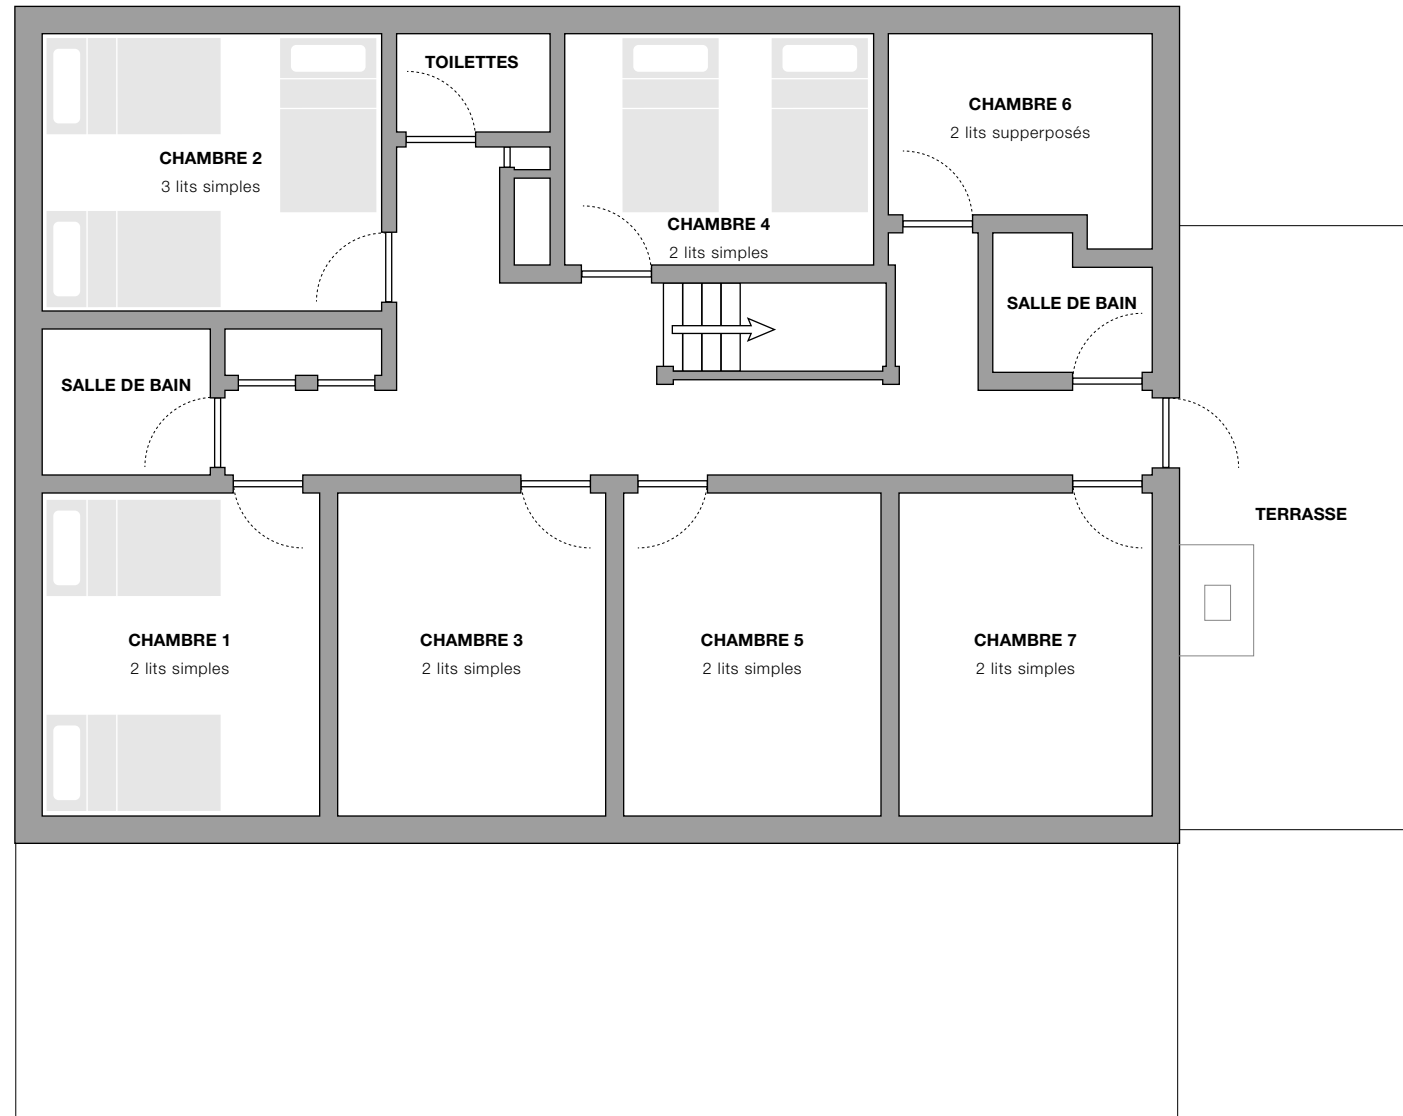 TOILETTES
CHAMBRE 2
3 lits simples
CHAMBRE 4
2 lits simples
CHAMBRE 6
2 lits supperposés
SALLE DE BAIN
SALLE DE BAIN
TERRASSE
CHAMBRE 1
2 lits simples
CHAMBRE 3
2 lits simples
CHAMBRE 5
2 lits simples
CHAMBRE 7
2 lits simples